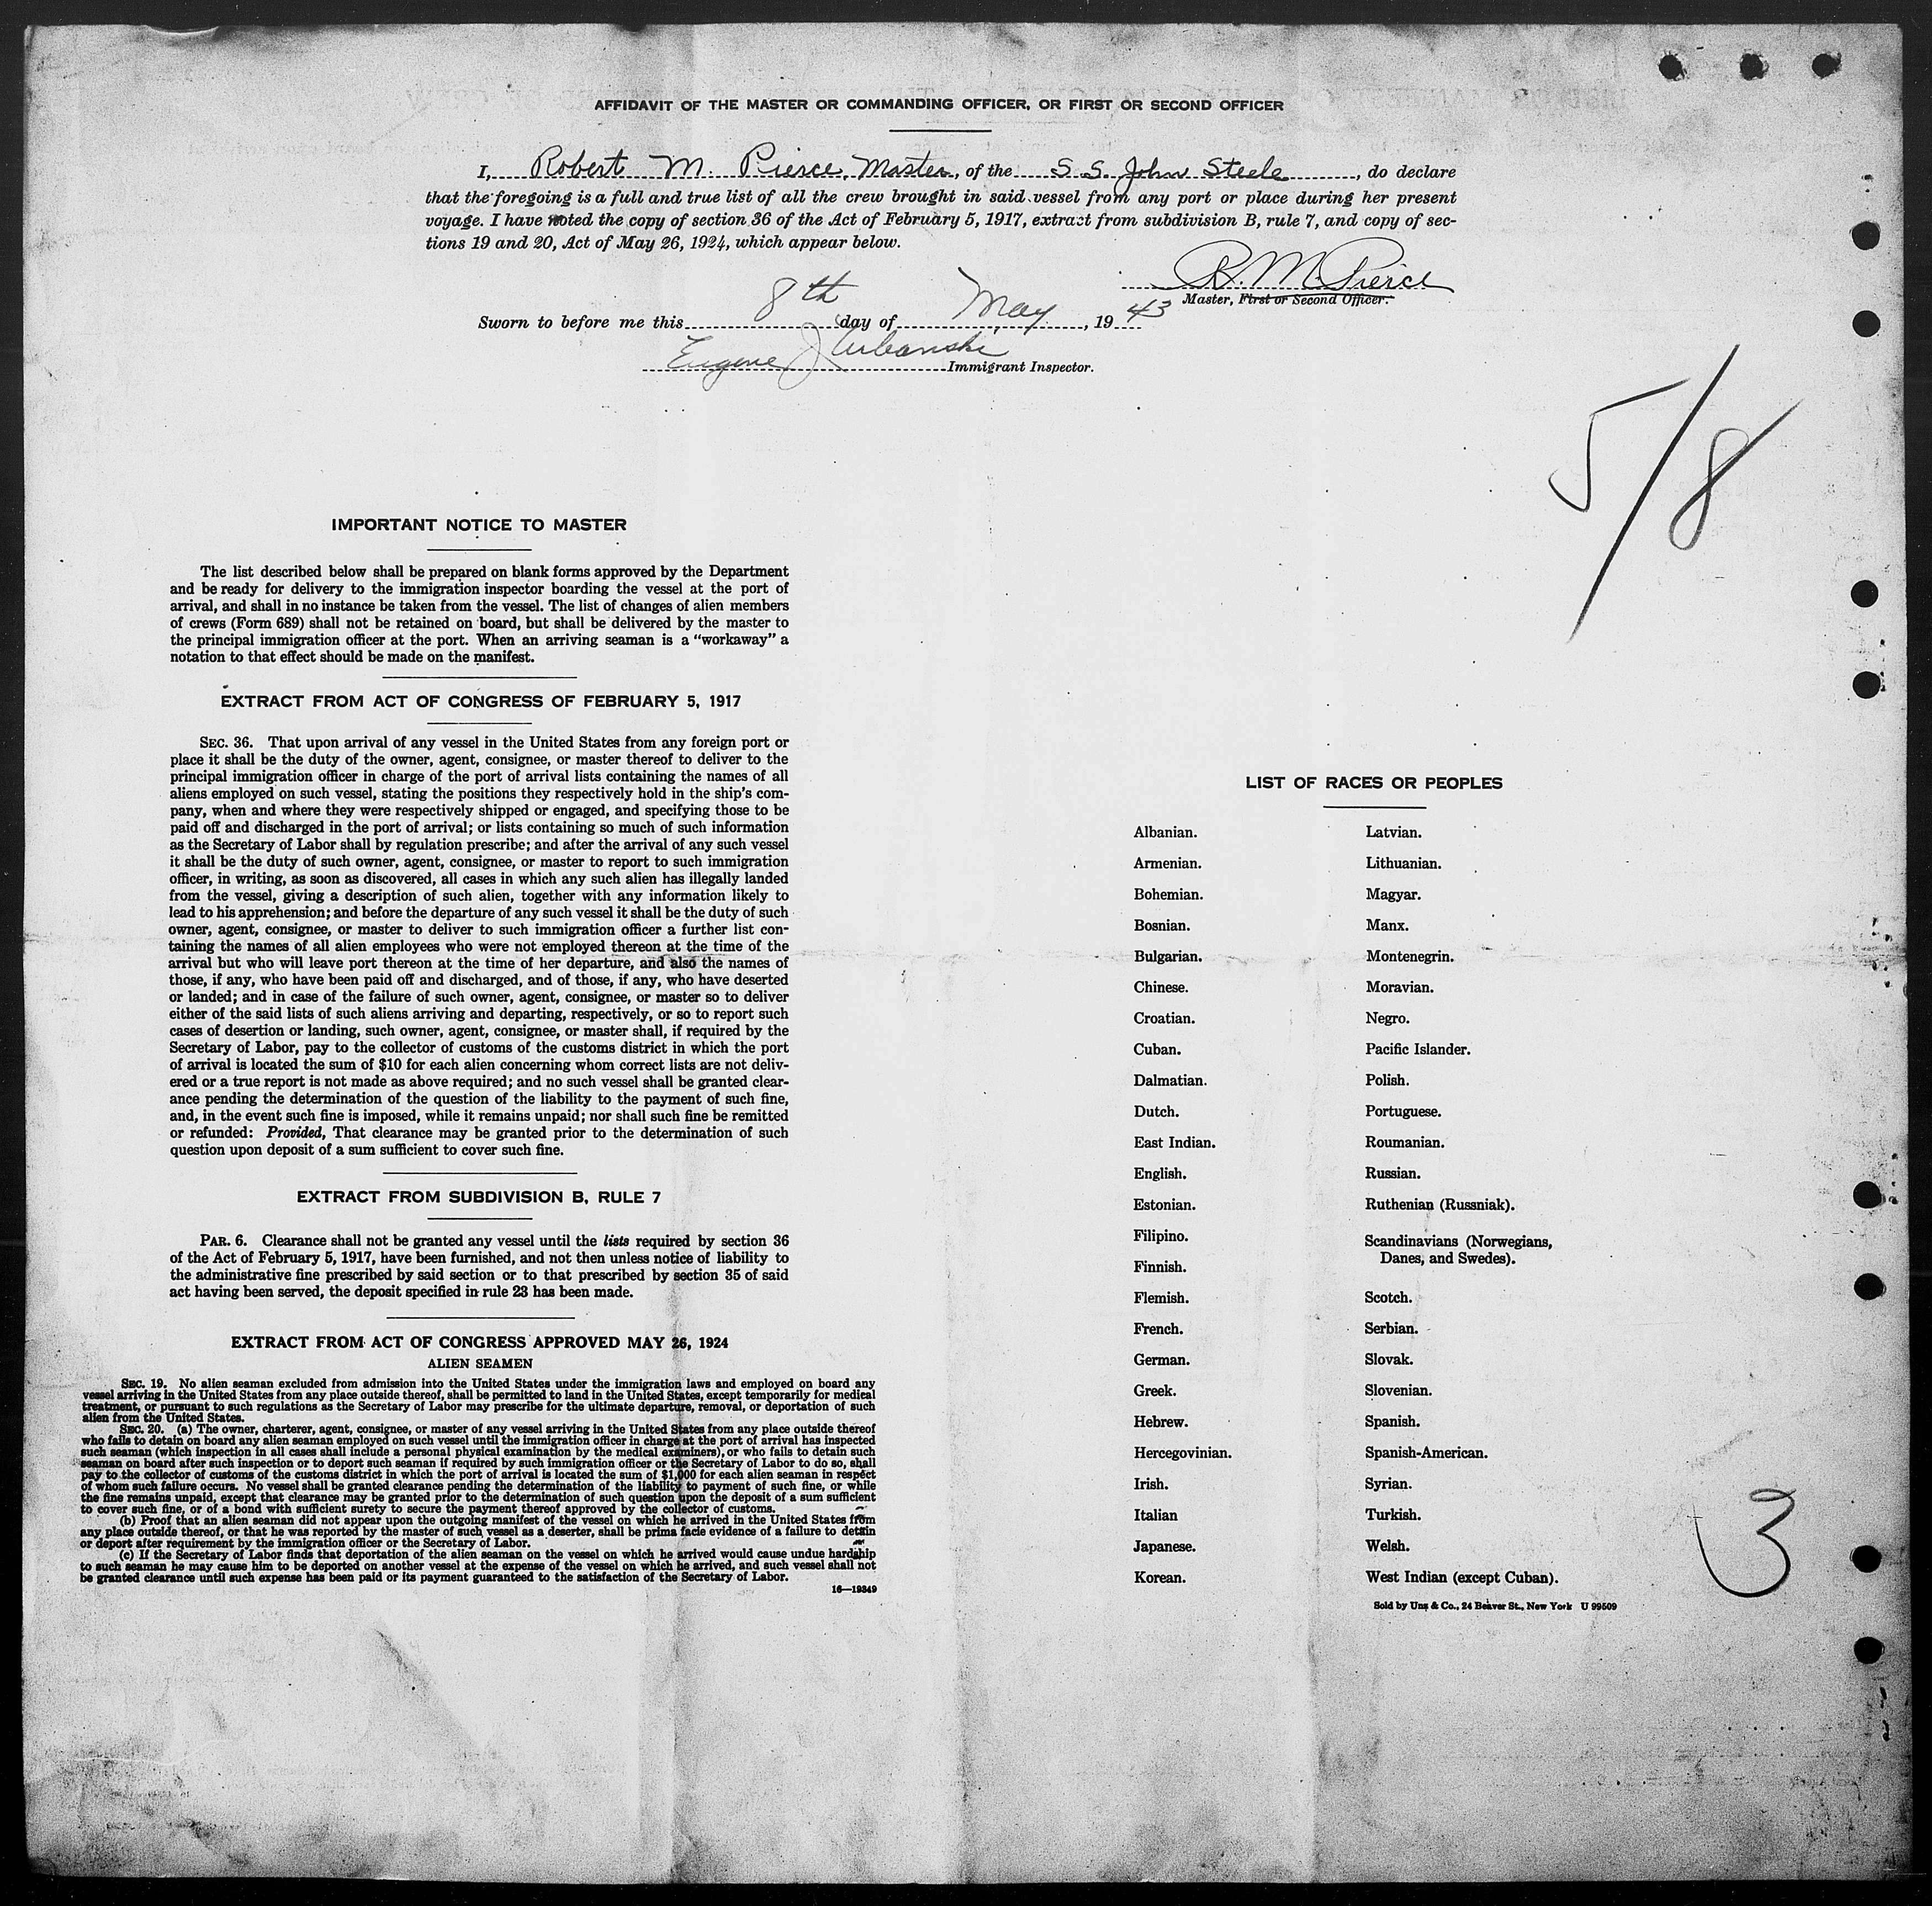 AFFIDAVIT OF THE MASTER OR COMMANDING OFFICER, OR FIRST OR SECOND OFFICER
I, Robert M. Pierce, Master, of the S.S. John Steele, do declare
that the foregoing is a full and true list of all the crew brought in said vessel from any port or place during her present
voyage. I have noted the copy of section 36 of the Act of February 5, 1917, extract from subdivision B, rule 7, and copy of sec-
tions 19 and 20, Act of May 26, 1924, which appear below.
R. M. Pierce
Master, First or Second Officer.
Sworn to before me this 8th day of May, 1943
Eugene J Urbanski Immigrant Inspector.
5/8
IMPORTANT NOTICE TO MASTER
The list described below shall be prepared on blank forms approved by the Department
and be ready for delivery to the immigration inspector boarding the vessel at the port of
arrival, and shall in no instance be taken from the vessel. The list of changes of alien members
of crews (Form 689) shall not be retained on board, but shall be delivered by the master to
the principal immigration officer at the port. When an arriving seaman is a "workaway" a
notation to that effect should be made on the manifest.
EXTRACT FROM ACT OF CONGRESS OF FEBRUARY 5, 1917
SEC. 36. That upon arrival of any vessel in the United States from any foreign port or
place it shall be the duty of the owner, agent, consignee, or master thereof to deliver to the
principal immigration officer in charge of the port of arrival lists containing the names of all
aliens employed on such vessel, stating the positions they respectively hold in the ship's com-
pany, when and where they were respectively shipped or engaged, and specifying those to be
paid off and discharged in the port of arrival; or lists containing so much of such information
as the Secretary of Labor shall by regulation prescribe; and after the arrival of any such vessel
it shall be the duty of such owner, agent, consignee, or master to report to such immigration
officer, in writing, as soon as discovered, all cases in which any such alien has illegally landed
from the vessel, giving a description of such alien, together with any information likely to
lead to his apprehension; and before the departure of any such vessel it shall be the duty of such
owner, agent, consignee, or master to deliver to such immigration officer a further list con-
taining the names of all alien employees who were not employed thereon at the time of the
arrival but who will leave port thereon at the time of her departure, and also the names of
those, if any, who have been paid off and discharged, and of those, if any, who have deserted
or landed; and in case of the failure of such owner, agent, consignee, or master so to deliver
either of the said lists of such aliens arriving and departing, respectively, or so to report such
cases of desertion or landing, such owner, agent, consignee, or master shall, if required by the
Secretary of Labor, pay to the collector of customs of the customs district in which the port
of arrival is located the sum of $10 for each alien concerning whom correct lists are not deliv-
ered or a true report is not made as above required; and no such vessel shall be granted clear-
ance pending the determination of the question of the liability to the payment of such fine,
and, in the event such fine is imposed, while it remains unpaid; nor shall such fine be remitted
or refunded: Provided, That clearance may be granted prior to the determination of such
question upon deposit of a sum sufficient to cover such fine.
EXTRACT FROM SUBDIVISION B, RULE 7
PAR. 6. Clearance shall not be granted any vessel until the lists required by section 36
of the Act of February 5, 1917, have been furnished, and not then unless notice of liability to
the administrative fine prescribed by said section or to that prescribed by section 35 of said
act having been served, the deposit specified in rule 23 has been made.
EXTRACT FROM ACT OF CONGRESS APPROVED MAY 26, 1924
ALIEN SEAMEN
SEC. 19. No alien seaman excluded from admission into the United States under the immigration laws and employed on board any
vessel arriving in the United States from any place outside thereof, shall be permitted to land in the United States, except temporarily for medical
treatment, or pursuant to such regulations as the Secretary of Labor may prescribe for the ultimate departure, removal, or deportation of such
alien from the United States.
SEC. 20. (a) The owner, charterer, agent, consignee, or master of any vessel arriving in the United States from any place outside thereof
who fails to detain on board any alien seaman employed on such vessel until the immigration officer in charge at the port of arrival has inspected
such seaman (which inspection in all cases shall include a personal physical examination by the medical examiners), or who fails to detain such
seaman on board after such inspection or to deport such seaman if required by such immigration officer or the Secretary of Labor to do so, shall
pay to the collector of customs of the customs district in which the port of arrival is located the sum of $1,000 for each alien seaman in respect
of whom such failure occurs. No vessel shall be granted clearance pending the determination of the liability to payment of such fine, or while
the fine remains unpaid, except that clearance may be granted prior to the determination of such question upon the deposit of a sum sufficient
to cover such fine, or of a bond with sufficient surety to secure the payment thereof approved by the collector of customs.
(b) Proof that an alien seaman did not appear upon the outgoing manifest of the vessel on which he arrived in the United States from
any place outside thereof, or that he was reported by the master of such vessel as a deserter, shall be prima facie evidence of a failure to detain
or deport after requirement by the immigration officer or the Secretary of Labor.
(c) If the Secretary of Labor finds that deportation of the alien seaman on the vessel on which he arrived would cause undue hardship
to such seaman he may cause him to be deported on another vessel at the expense of the vessel on which he arrived, and such vessel shall not
be granted clearance until such expense has been paid or its payment guaranteed to the satisfaction of the Secretary of Labor.
16—19349
LIST OF RACES OR PEOPLES
Albanian.
Armenian.
Bohemian.
Bosnian.
Bulgarian.
Chinese.
Croatian.
Cuban.
Dalmatian.
Dutch.
East Indian.
English.
Estonian.
Filipino.
Finnish.
Flemish.
French.
German.
Greek.
Hebrew.
Hercegovinian.
Irish.
Italian
Japanese.
Korean.
Latvian.
Lithuanian.
Magyar.
Manx.
Montenegrin.
Moravian.
Negro.
Pacific Islander.
Polish.
Portuguese.
Roumanian.
Russian.
Ruthenian (Russniak).
Scandinavians (Norwegians,
Danes, and Swedes).
Scotch.
Serbian.
Slovak.
Slovenian.
Spanish.
Spanish-American.
Syrian.
Turkish.
Welsh.
West Indian (except Cuban).
Sold by Unz & Co., 24 Beaver St., New York U 99509
3